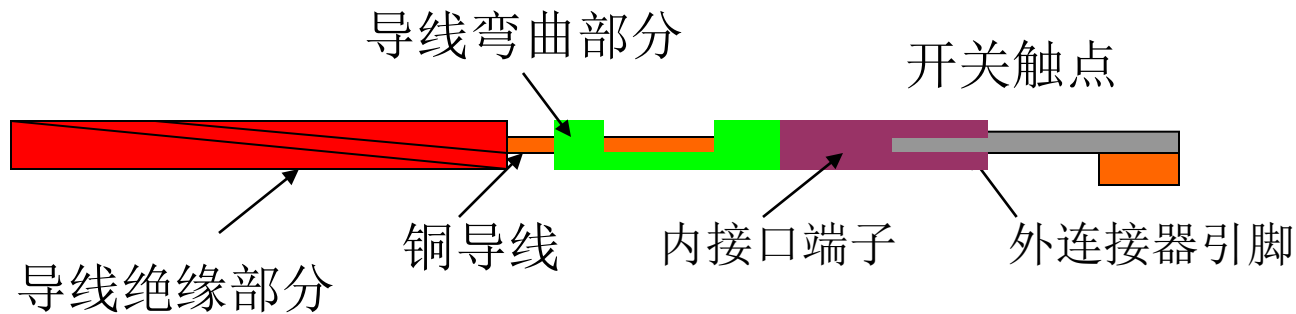 导线弯曲部分
开关触点
铜导线
内接口端子
外连接器引脚
导线绝缘部分